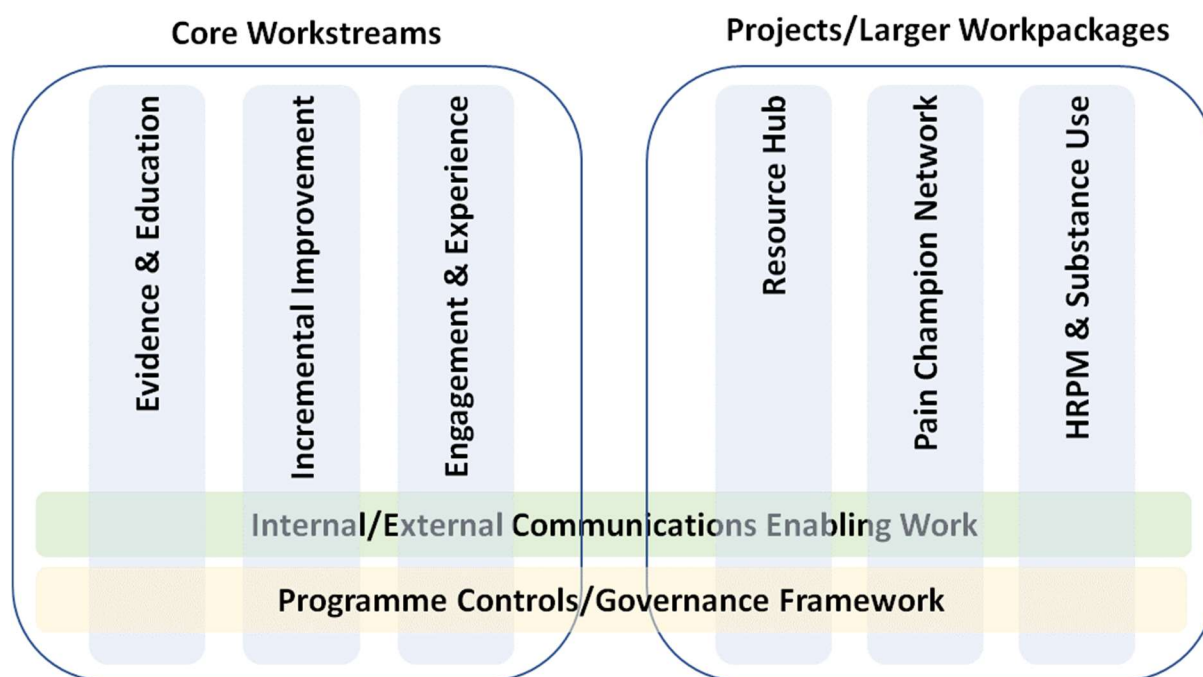 Core Workstreams
Projects/Larger Workpackages
Evidence & Education
Incremental Improvement
Engagement & Experience
Resource Hub
Pain Champion Network
HRPM & Substance Use
Internal/External Communications Enabling Work
Programme Controls/Governance Framework